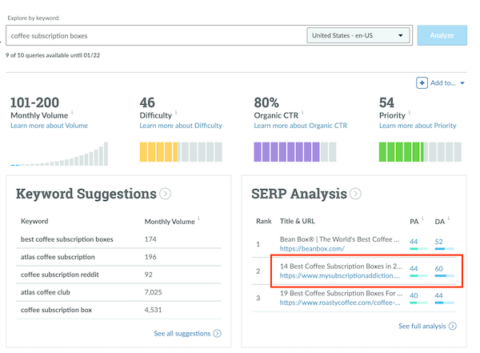 Explore by keyword:
coffee subscription boxes
United States - en-US
Analyze
9 of 10 queries available until 01/22
Add to...
101-200
Monthly Volume
Learn more about Volume
46
Difficulty
Learn more about Difficulty
80%
Organic CTR
Learn more about Organic CTR
54
Priority
Learn more about Priority
Keyword Suggestions
Keyword Monthly Volume
best coffee subscription boxes 174
atlas coffee subscription 196
coffee subscription reddit 92
atlas coffee club 7,025
coffee subscription box 4,531
See all suggestions
SERP Analysis
Rank Title & URL PA DA
1 Bean Box® | The World's Best Coffee ... 44 52
https://beanbox.com/
2 14 Best Coffee Subscription Boxes in 2... 44 60
https://www.mysubscriptionaddiction....
3 19 Best Coffee Subscription Boxes For ... 40 44
https://www.roastycoffee.com/coffee-...
See full analysis